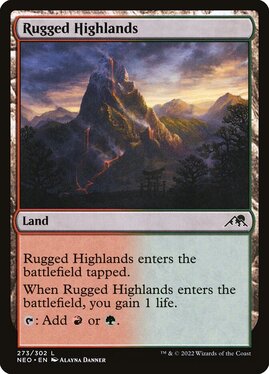 Rugged Highlands
Land
Rugged Highlands enters the
battlefield tapped.
When Rugged Highlands enters the
battlefield, you gain 1 life.
: Add or .
273/302 L
NEO • EN ALAYNA DANNER
™ & © 2022 Wizards of the Coast